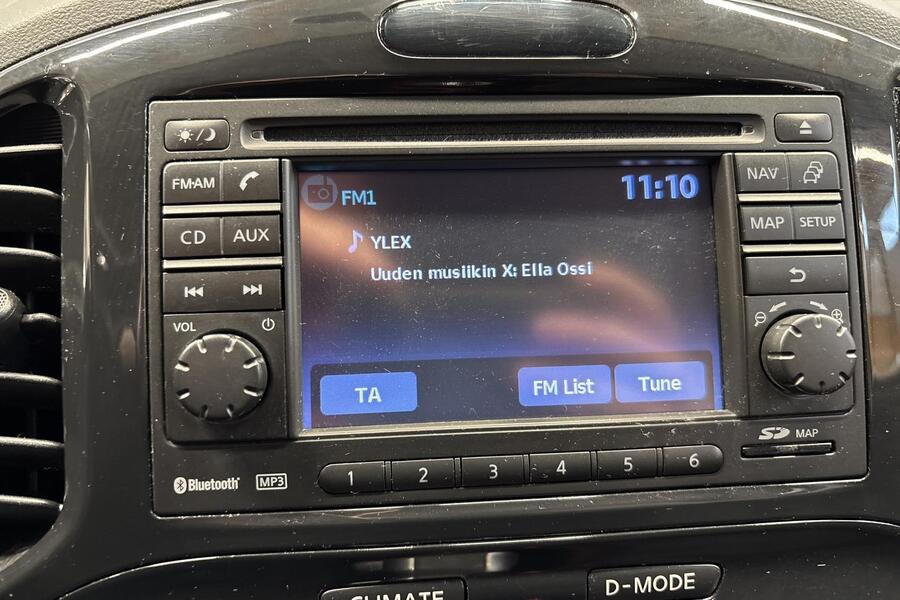 FM·AM
CD
AUX
VOL
FM1
11:10
YLEX
Uuden musiikin X: Ella Ossi
TA
FM List
Tune
NAV
MAP
SETUP
SD MAP
Bluetooth
MP3
1 2 3 4 5 6
CLIMATE
D-MODE